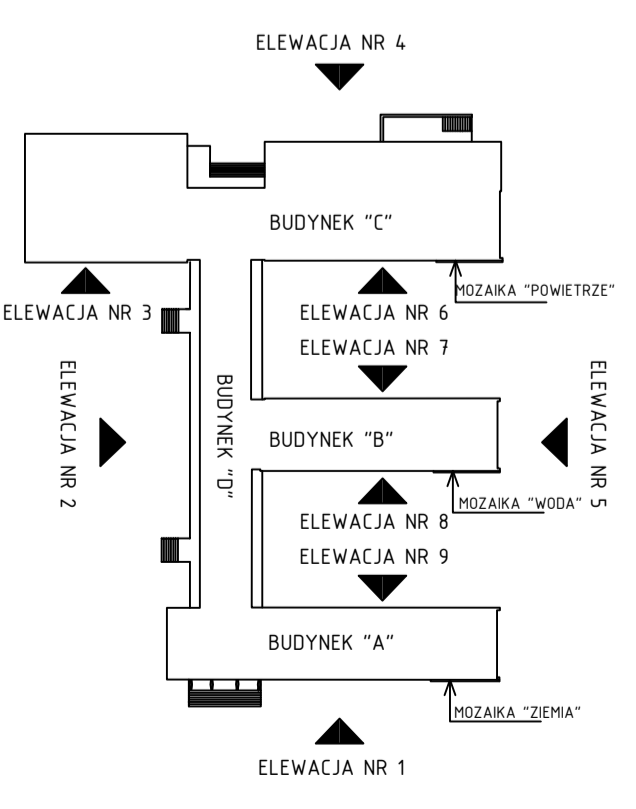 ELEWACJA NR 4
BUDYNEK "C"
MOZAIKA "POWIETRZE"
ELEWACJA NR 3
ELEWACJA NR 6
ELEWACJA NR 7
ELEWACJA NR 2
BUDYNEK "D"
BUDYNEK "B"
ELEWACJA NR 5
MOZAIKA "WODA"
ELEWACJA NR 8
ELEWACJA NR 9
BUDYNEK "A"
MOZAIKA "ZIEMIA"
ELEWACJA NR 1